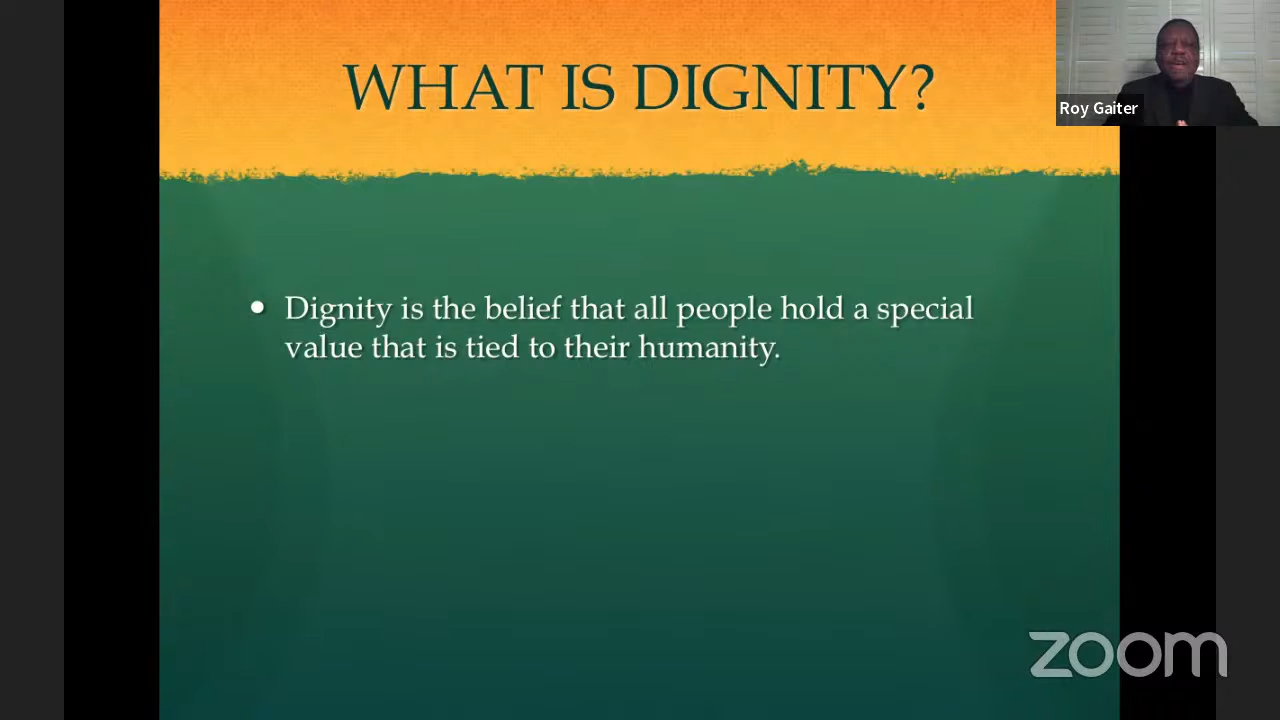 WHAT IS DIGNITY?
Roy Gaiter
• Dignity is the belief that all people hold a special
value that is tied to their humanity.
zoom